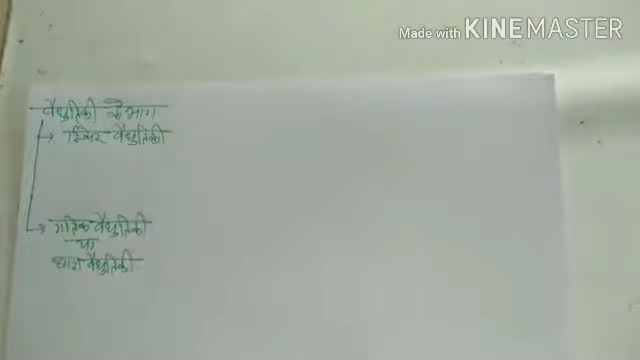 Made with KINEMASTER
वैधुतिकी के भाग
स्थिर वैधुतिकी
गतिक वैधुतिकी
या
धारा वैधुतिकी